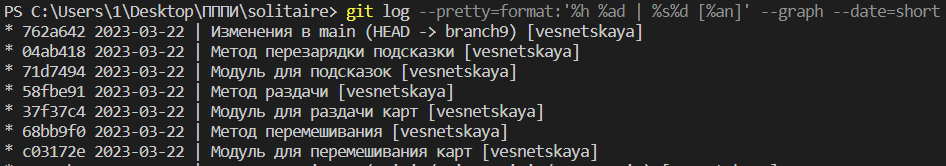 PS C:\Users\1\Desktop\ПППИ\solitaire> git log --pretty=format:'%h %ad | %s%d [%an]' --graph --date=short
* 762a642 2023-03-22 | Изменения в main (HEAD -> branch9) [vesnetskaya]
* 04ab418 2023-03-22 | Метод перезарядки подсказки [vesnetskaya]
* 71d7494 2023-03-22 | Модуль для подсказок [vesnetskaya]
* 58fbe91 2023-03-22 | Метод раздачи [vesnetskaya]
* 37f37c4 2023-03-22 | Модуль для раздачи карт [vesnetskaya]
* 68bb9f0 2023-03-22 | Метод перемешивания [vesnetskaya]
* c03172e 2023-03-22 | Модуль для перемешивания карт [vesnetskaya]